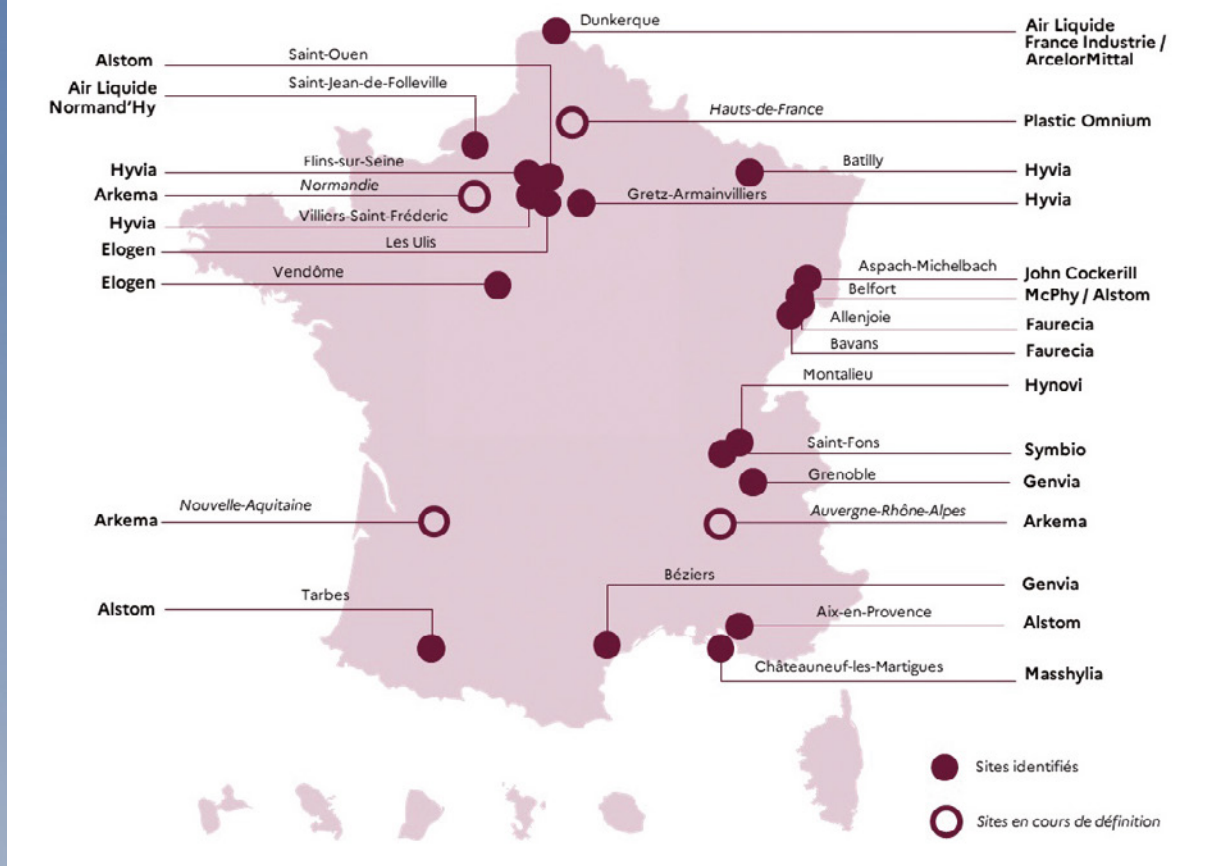 Dunkerque
Air Liquide
France Industrie /
ArcelorMittal
Alstom
Saint-Ouen
Air Liquide
Normand'Hy
Saint-Jean-de-Folleville
Hauts-de-France
Plastic Omnium
Hyvia
Flins-sur-Seine
Batilly
Hyvia
Arkema
Normandie
Gretz-Armainvilliers
Hyvia
Hyvia
Villiers-Saint-Fréderic
Elogen
Les Ulis
Elogen
Vendôme
Aspach-Michelbach
John Cockerill
Belfort
McPhy / Alstom
Allenjoie
Faurecia
Bavans
Faurecia
Montalieu
Hynovi
Saint-Fons
Symbio
Grenoble
Genvia
Arkema
Nouvelle-Aquitaine
Auvergne-Rhône-Alpes
Arkema
Béziers
Genvia
Alstom
Tarbes
Aix-en-Provence
Alstom
Châteauneuf-les-Martigues
Masshylia
Sites identifiés
Sites en cours de définition